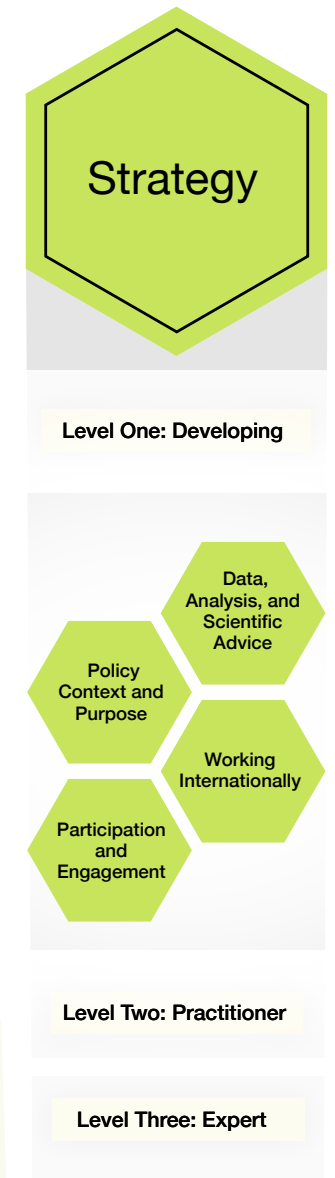 Strategy
Level One: Developing
Data,
Analysis, and
Scientific
Advice
Policy
Context and
Purpose
Working
Internationally
Participation
and
Engagement
Level Two: Practitioner
Level Three: Expert